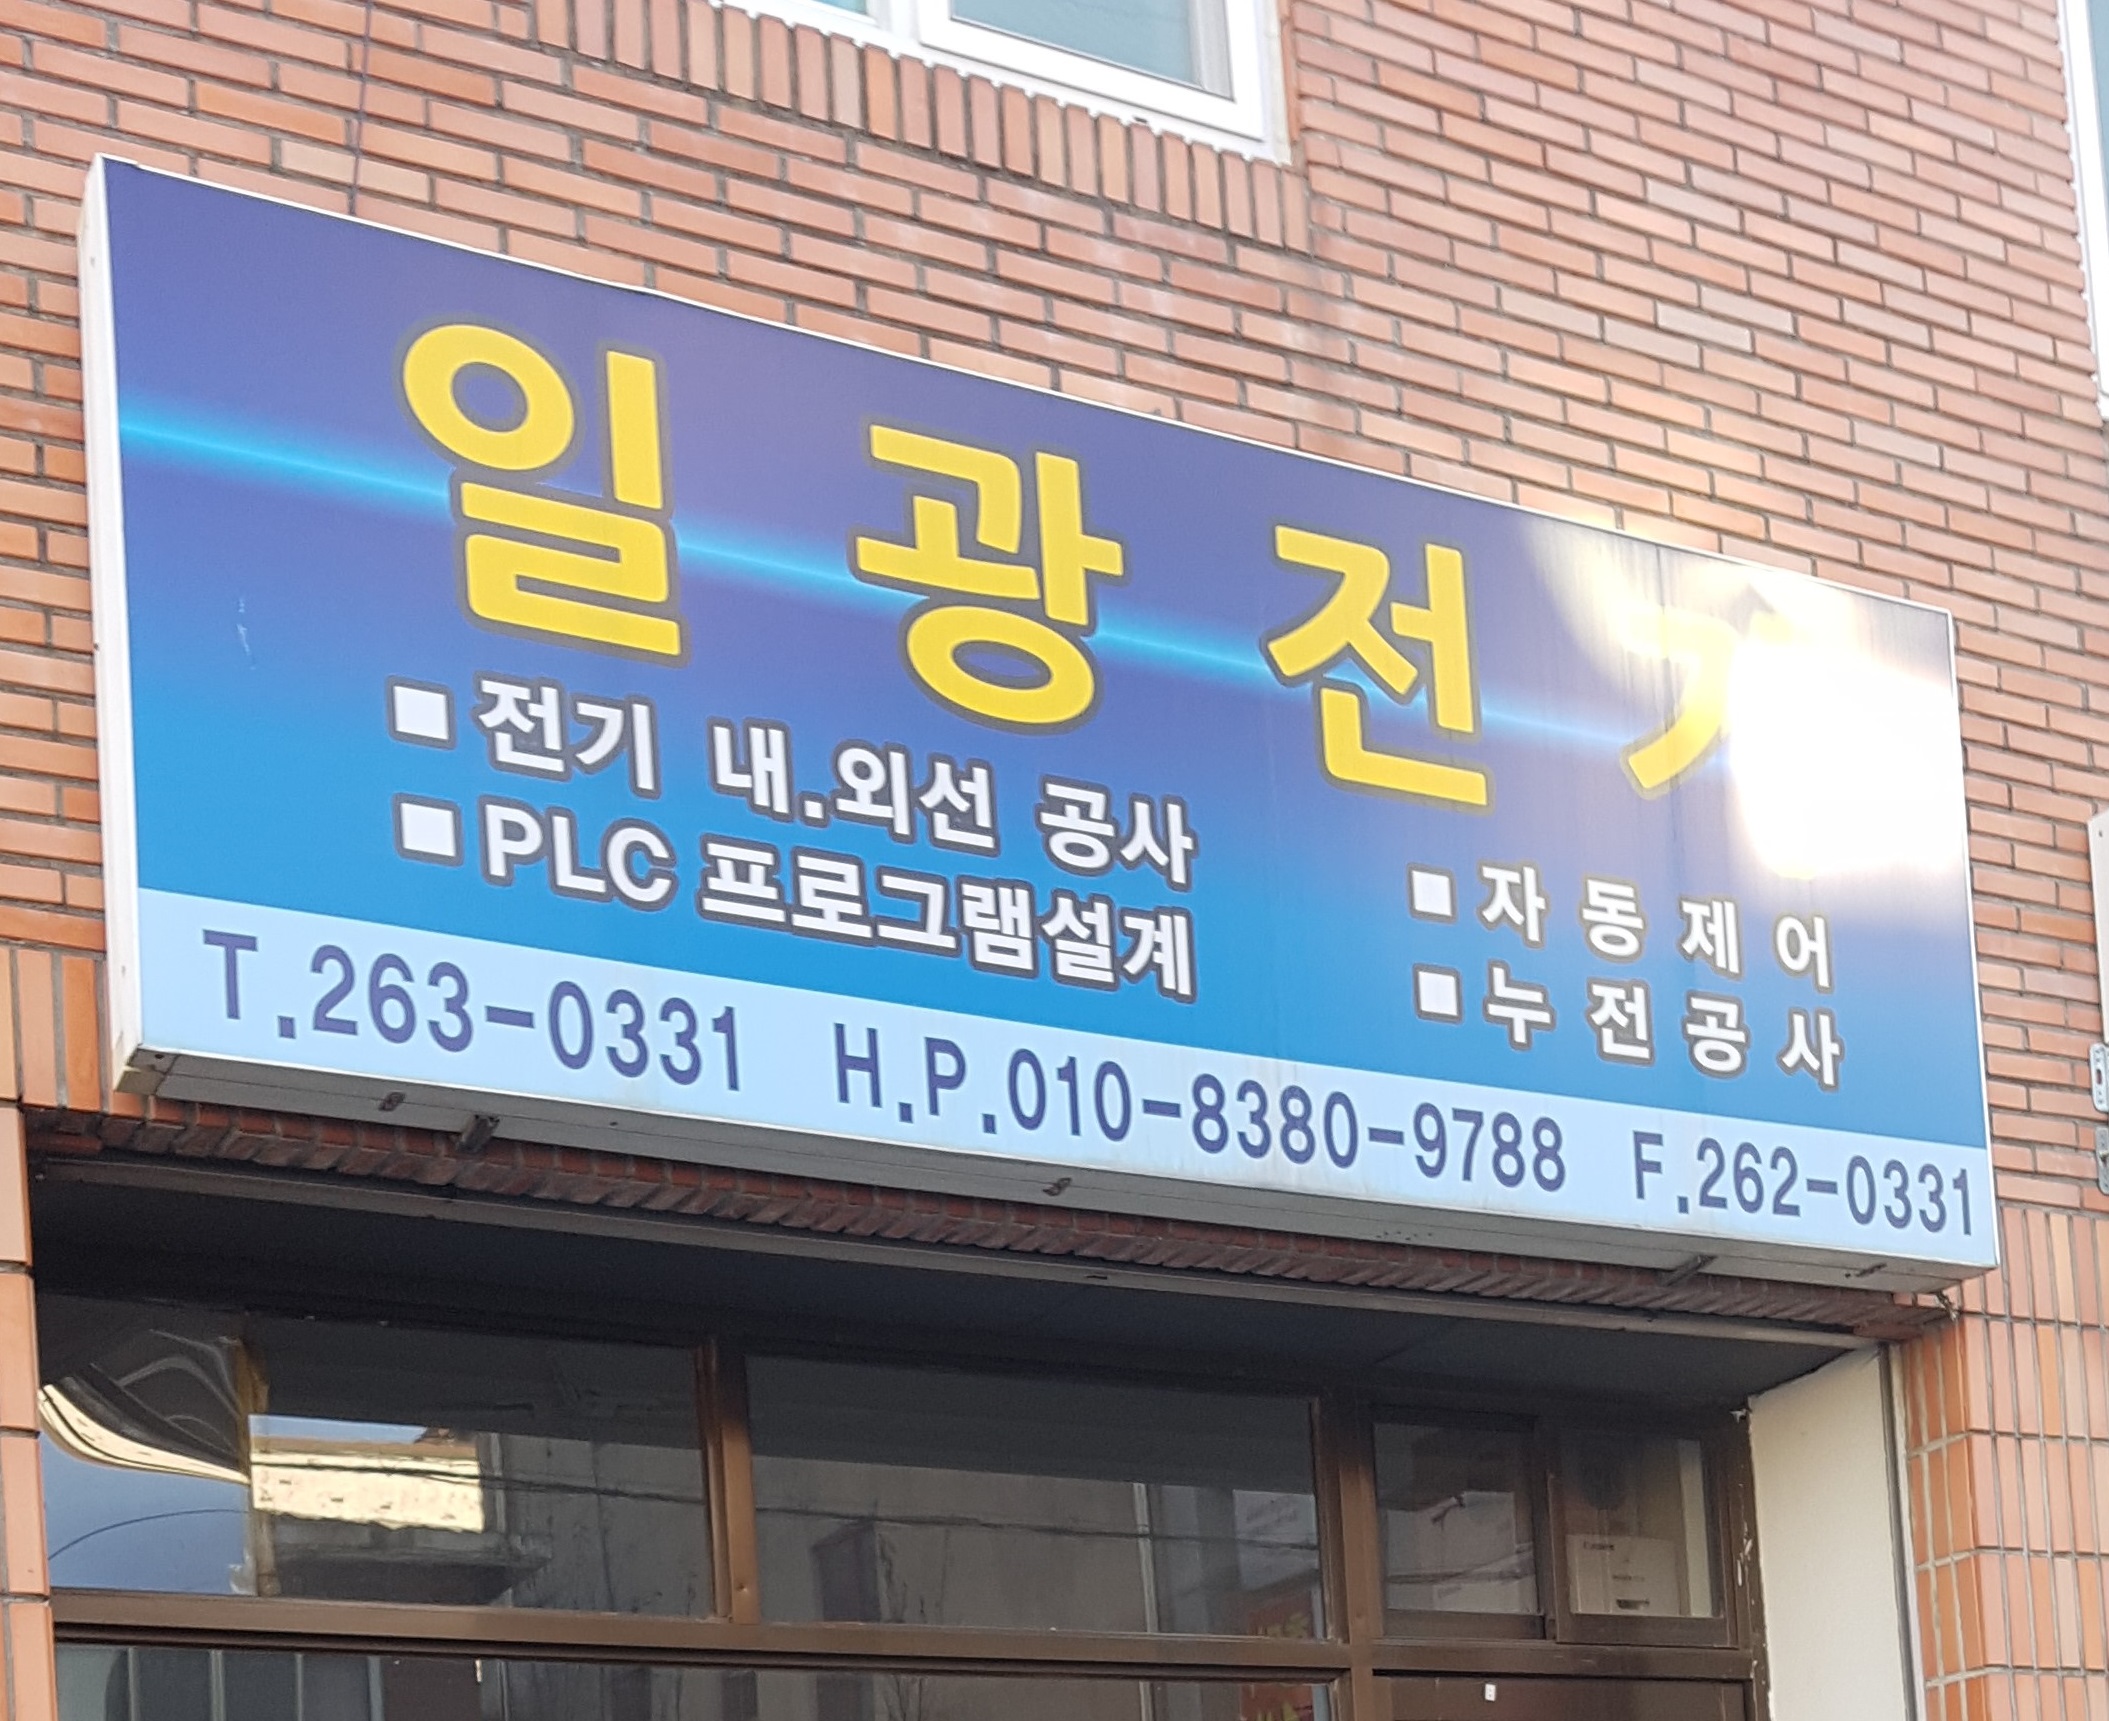 일광전기
■ 전기 내.외선 공사
■ PLC 프로그램설계
■ 자동제어
■ 누전공사
T.263-0331 H.P.010-8380-9788 F.262-0331